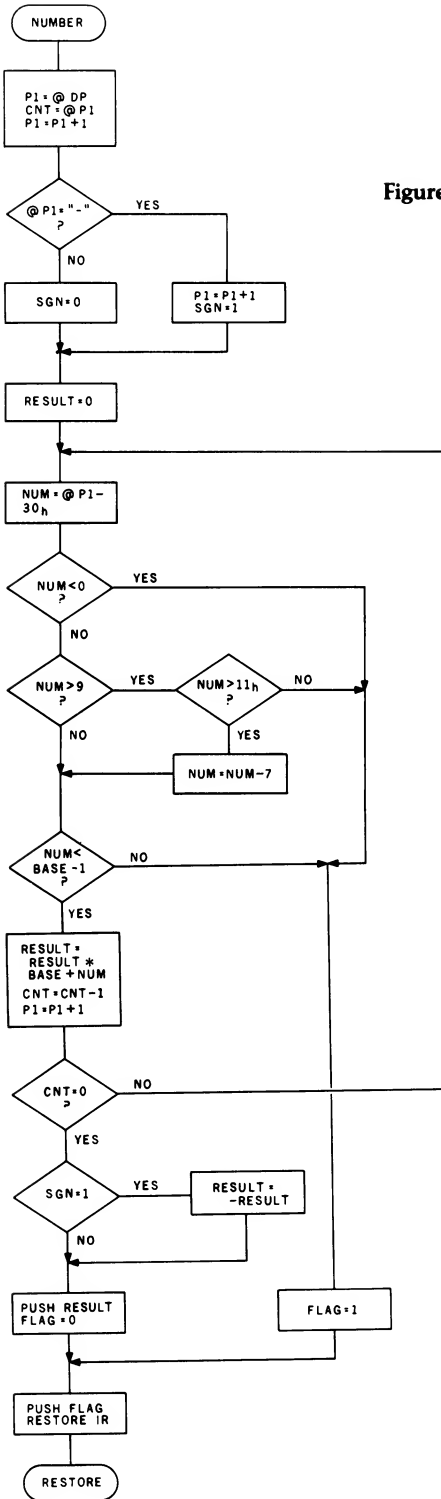 NUMBER
P1=@ DP
CNT=@ P1
P1=P1+1
Figure
@ P1="-"
?
YES
NO
SGN=0
P1=P1+1
SGN=1
RESULT=0
NUM=@ P1-
30h
NUM<0
?
YES
NO
NUM>9
?
YES
NUM>11h
?
NO
NO
YES
NUM=NUM-7
NUM<
BASE-1
?
NO
YES
RESULT=
RESULT *
BASE+NUM
CNT=CNT-1
P1=P1+1
CNT=0
?
NO
YES
SGN=1
YES
RESULT=
-RESULT
NO
PUSH RESULT
FLAG=0
FLAG=1
PUSH FLAG
RESTORE IR
RESTORE